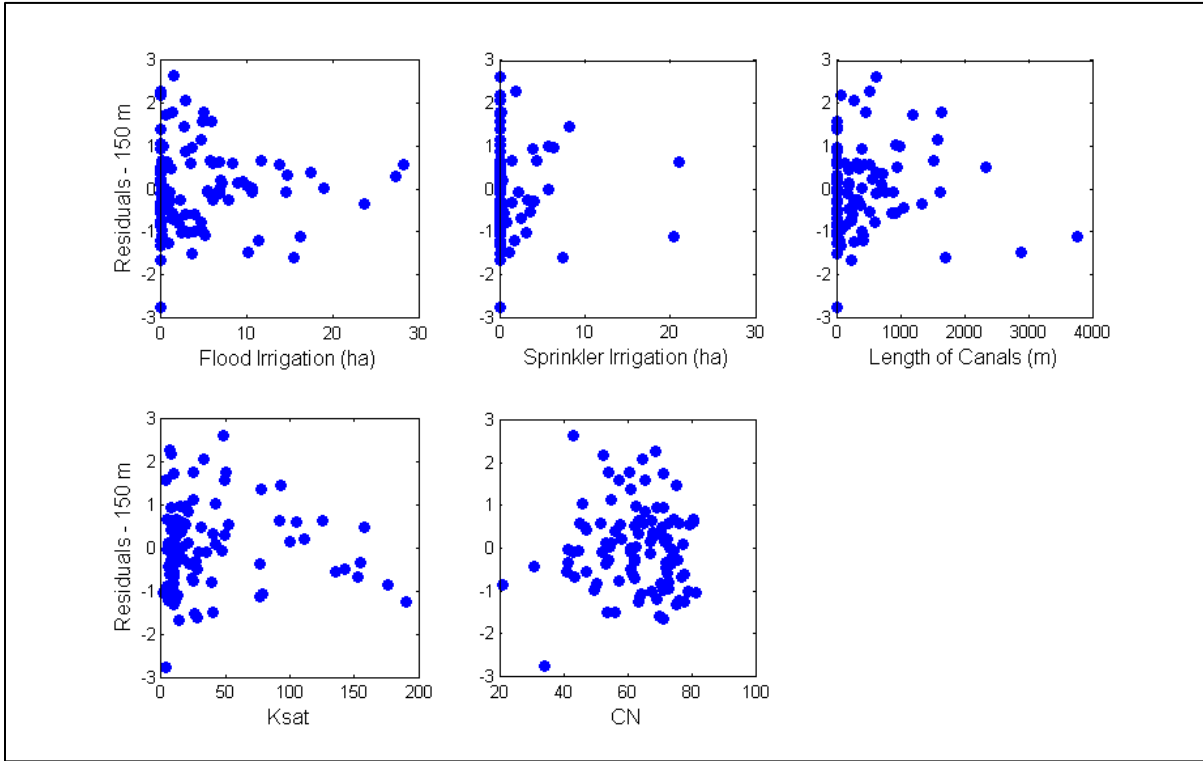 3
2
1
0
-1
-2
-3
0 10 20 30
Residuals - 150 m
Flood Irrigation (ha)
3
2
1
0
-1
-2
-3
0 10 20 30
Sprinkler Irrigation (ha)
3
2
1
0
-1
-2
-3
0 1000 2000 3000 4000
Length of Canals (m)
3
2
1
0
-1
-2
-3
0 50 100 150 200
Residuals - 150 m
Ksat
3
2
1
0
-1
-2
-3
20 40 60 80 100
CN